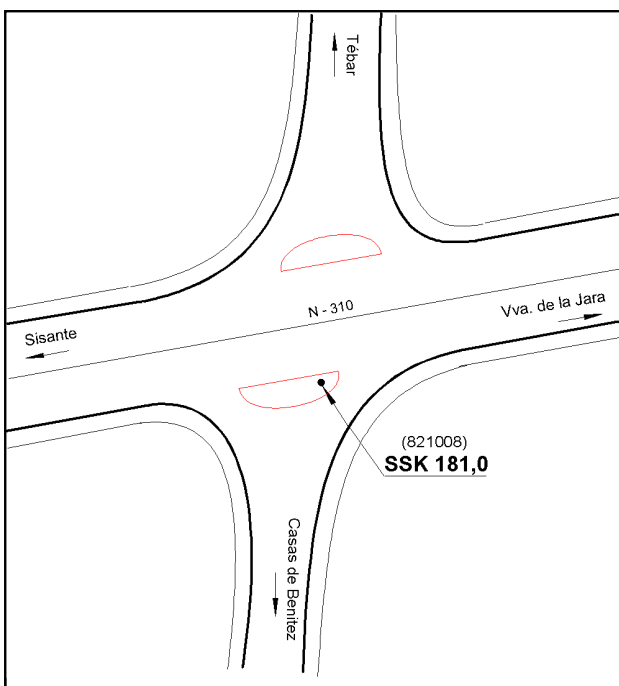 Tébar
N - 310
Vva. de la Jara
Sisante
(821008)
SSK 181,0
Casas de Benitez